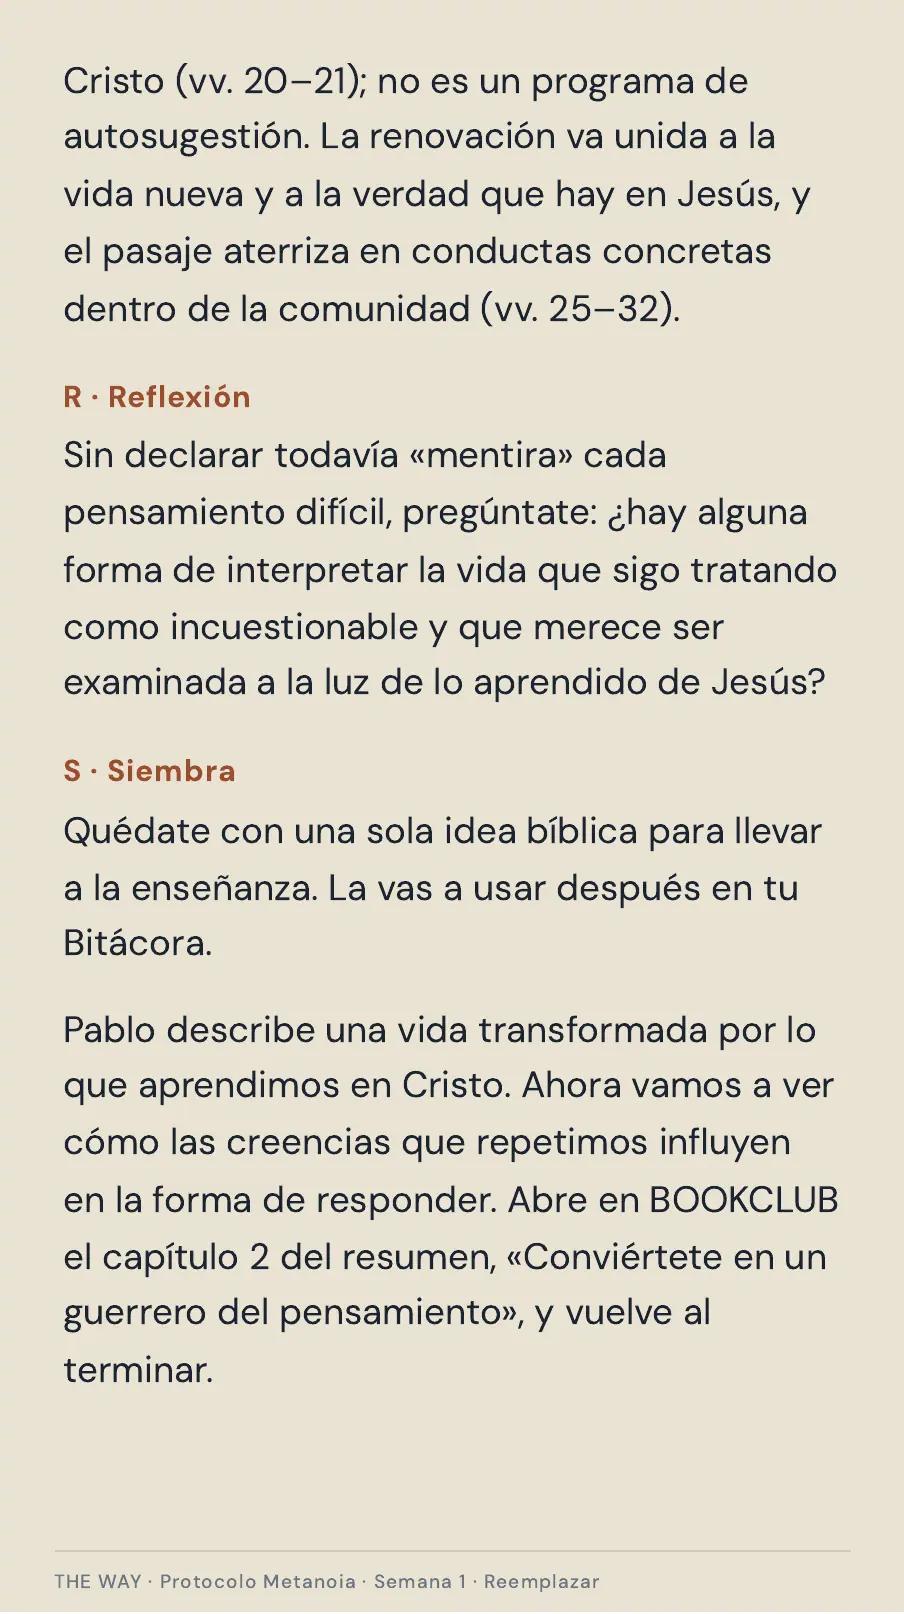 Cristo (vv. 20–21); no es un programa de
autosugestión. La renovación va unida a la
vida nueva y a la verdad que hay en Jesús, y
el pasaje aterriza en conductas concretas
dentro de la comunidad (vv. 25–32).
R · Reflexión
Sin declarar todavía «mentira» cada
pensamiento difícil, pregúntate: ¿hay alguna
forma de interpretar la vida que sigo tratando
como incuestionable y que merece ser
examinada a la luz de lo aprendido de Jesús?
S · Siembra
Quédate con una sola idea bíblica para llevar
a la enseñanza. La vas a usar después en tu
Bitácora.
Pablo describe una vida transformada por lo
que aprendimos en Cristo. Ahora vamos a ver
cómo las creencias que repetimos influyen
en la forma de responder. Abre en BOOKCLUB
el capítulo 2 del resumen, «Conviértete en un
guerrero del pensamiento», y vuelve al
terminar.
THE WAY · Protocolo Metanoia · Semana 1 · Reemplazar